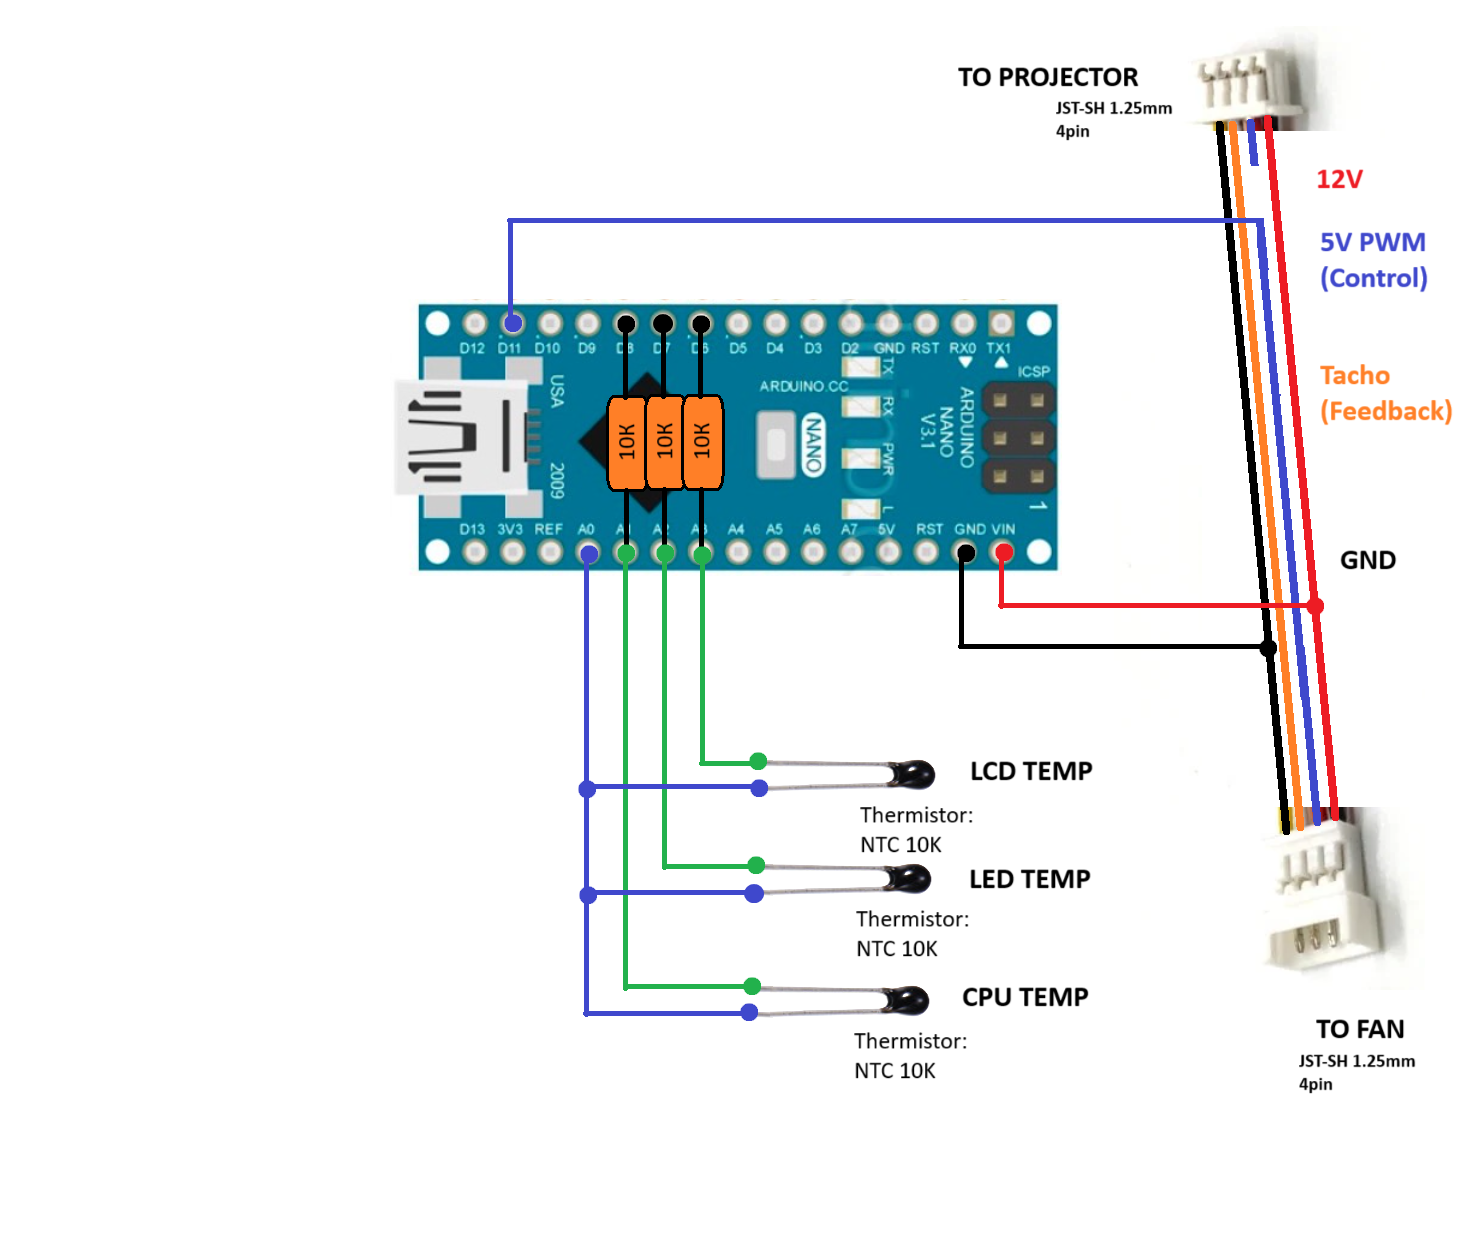 TO PROJECTOR
JST-SH 1.25mm
4pin
12V
5V PWM
(Control)
Tacho
(Feedback)
GND
D12 D11 D10 D9 D8 D7 D6 D5 D4 D3 D2 GND RST RX0 TX1
ICSP
TX
RX
PWR
L
ARDUINO.CC
USA
2009
10K 10K 10K
NANO
ARDUINO
NANO
V3.1
1
D13 3V3 REF A0 A1 A2 A3 A4 A5 A6 A7 5V RST GND VIN
LCD TEMP
Thermistor:
NTC 10K
LED TEMP
Thermistor:
NTC 10K
CPU TEMP
Thermistor:
NTC 10K
TO FAN
JST-SH 1.25mm
4pin